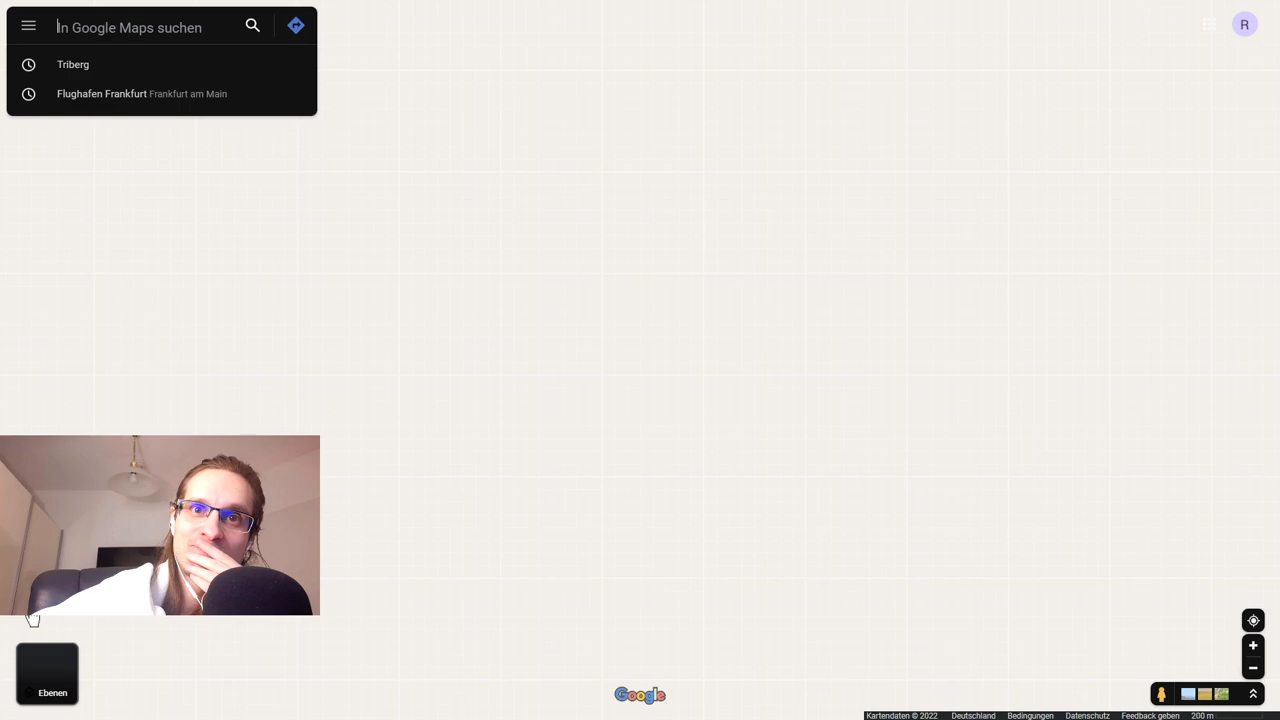 In Google Maps suchen
R
Triberg
Flughafen Frankfurt Frankfurt am Main
Ebenen
Google
Kartendaten © 2022 Deutschland Bedingungen Datenschutz Feedback geben 200 m